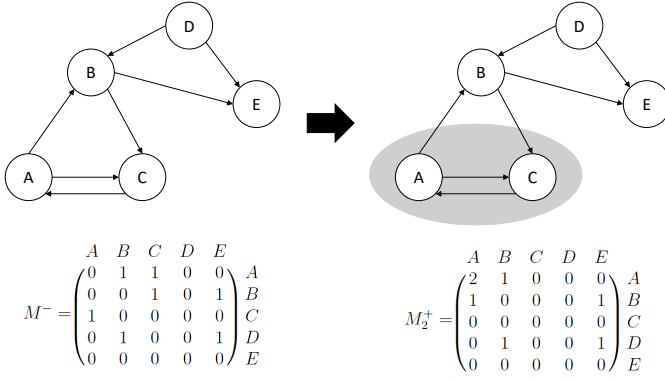 D D
B B
E E
A C A C
A B C D E A B C D E
0 1 1 0 0 A 2 1 0 0 0 A
0 0 1 0 1 B 1 0 0 0 1 B
M⁻ = 1 0 0 0 0 C M₂⁺ = 0 0 0 0 0 C
0 1 0 0 1 D 0 1 0 0 1 D
0 0 0 0 0 E 0 0 0 0 0 E